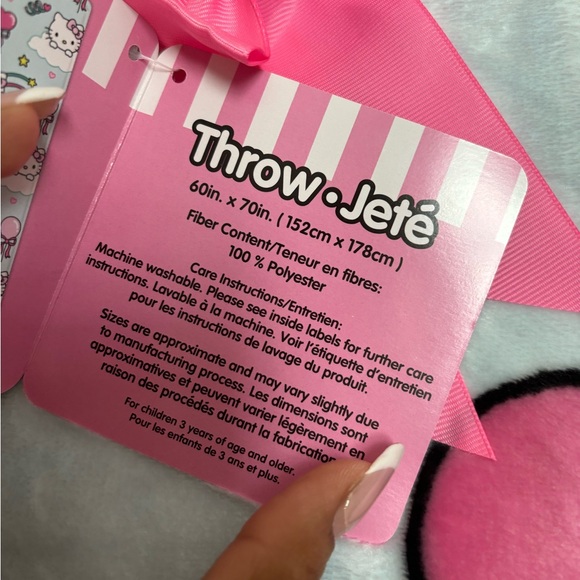 Throw • Jeté
60in. x 70in. ( 152cm x 178cm )
Fiber Content/Teneur en fibres:
100 % Polyester
Care Instructions/Entretien:
Machine washable. Please see inside labels for further care
instructions. Lavable à la machine. Voir l'étiquette d'entretien
pour les instructions de lavage du produit.
Sizes are approximate and may vary slightly due
to manufacturing process. Les dimensions sont
approximatives et peuvent varier légèrement en
raison des procédés durant la fabrication
For children 3 years of age and older.
Pour les enfants de 3 ans et plus.